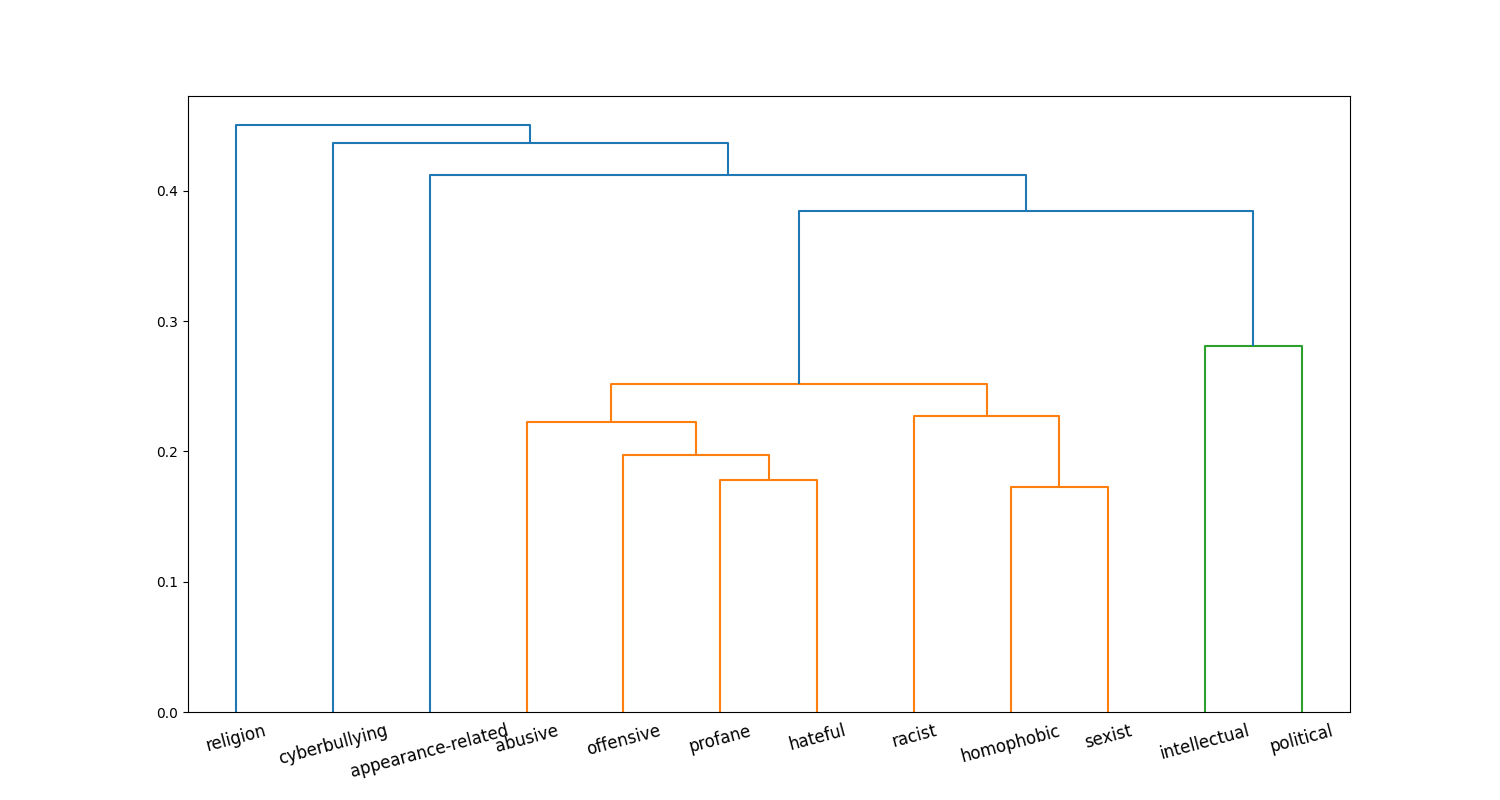 0.4
0.3
0.2
0.1
0.0
religion
cyberbullying
appearance-related
abusive
offensive
profane
hateful
racist
homophobic
sexist
intellectual
political